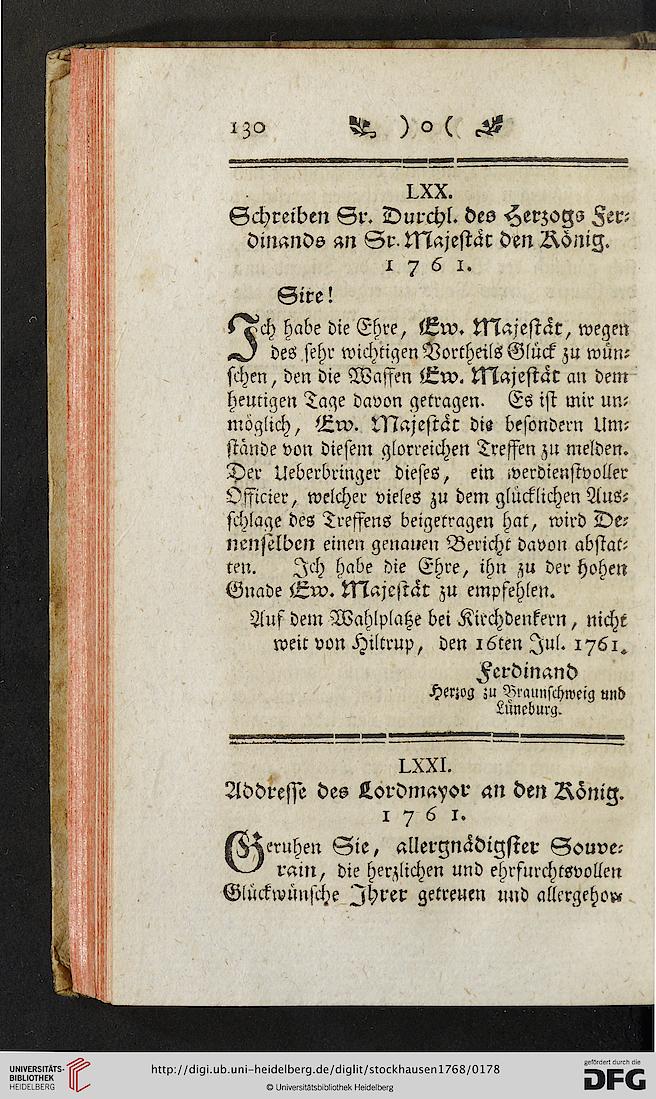 130 ) o (
LXX.
Schreiben Sr. Durchl. des Herzogs Fer-
dinands an Sr. Majestät den König.
1 7 6 1.
Sire!
Ich habe die Ehre, Ew. Majestät, wegen
des sehr wichtigen Vortheils Glück zu wün-
schen, den die Waffen Ew. Majestät an dem
heutigen Tage davon getragen. Es ist mir un-
möglich, Ew. Majestät die besondern Um-
stände von diesem glorreichen Treffen zu melden.
Der Ueberbringer dieses, ein verdienstvoller
Officier, welcher vieles zu dem glücklichen Aus-
schlage des Treffens beigetragen hat, wird De-
nenselben einen genauen Bericht davon abstat-
ten. Ich habe die Ehre, ihn zu der hohen
Gnade Ew. Majestät zu empfehlen.
Auf dem Wahlplatze bei Kirchdenkern, nicht
weit von Hiltrup, den 16ten Jul. 1761.
Ferdinand
Herzog zu Braunschweig und
Lüneburg.
LXXI.
Addresse des Lordmayor an den König.
1 7 6 1.
Geruhen Sie, allergnädigster Souve-
rain, die herzlichen und ehrfurchtsvollen
Glückwünsche Ihrer getreuen und allergehor-
UNIVERSITÄTS-
BIBLIOTHEK
HEIDELBERG
http://digi.ub.uni-heidelberg.de/diglit/stockhausen1768/0178
© Universitätsbibliothek Heidelberg
gefördert durch die
DFG